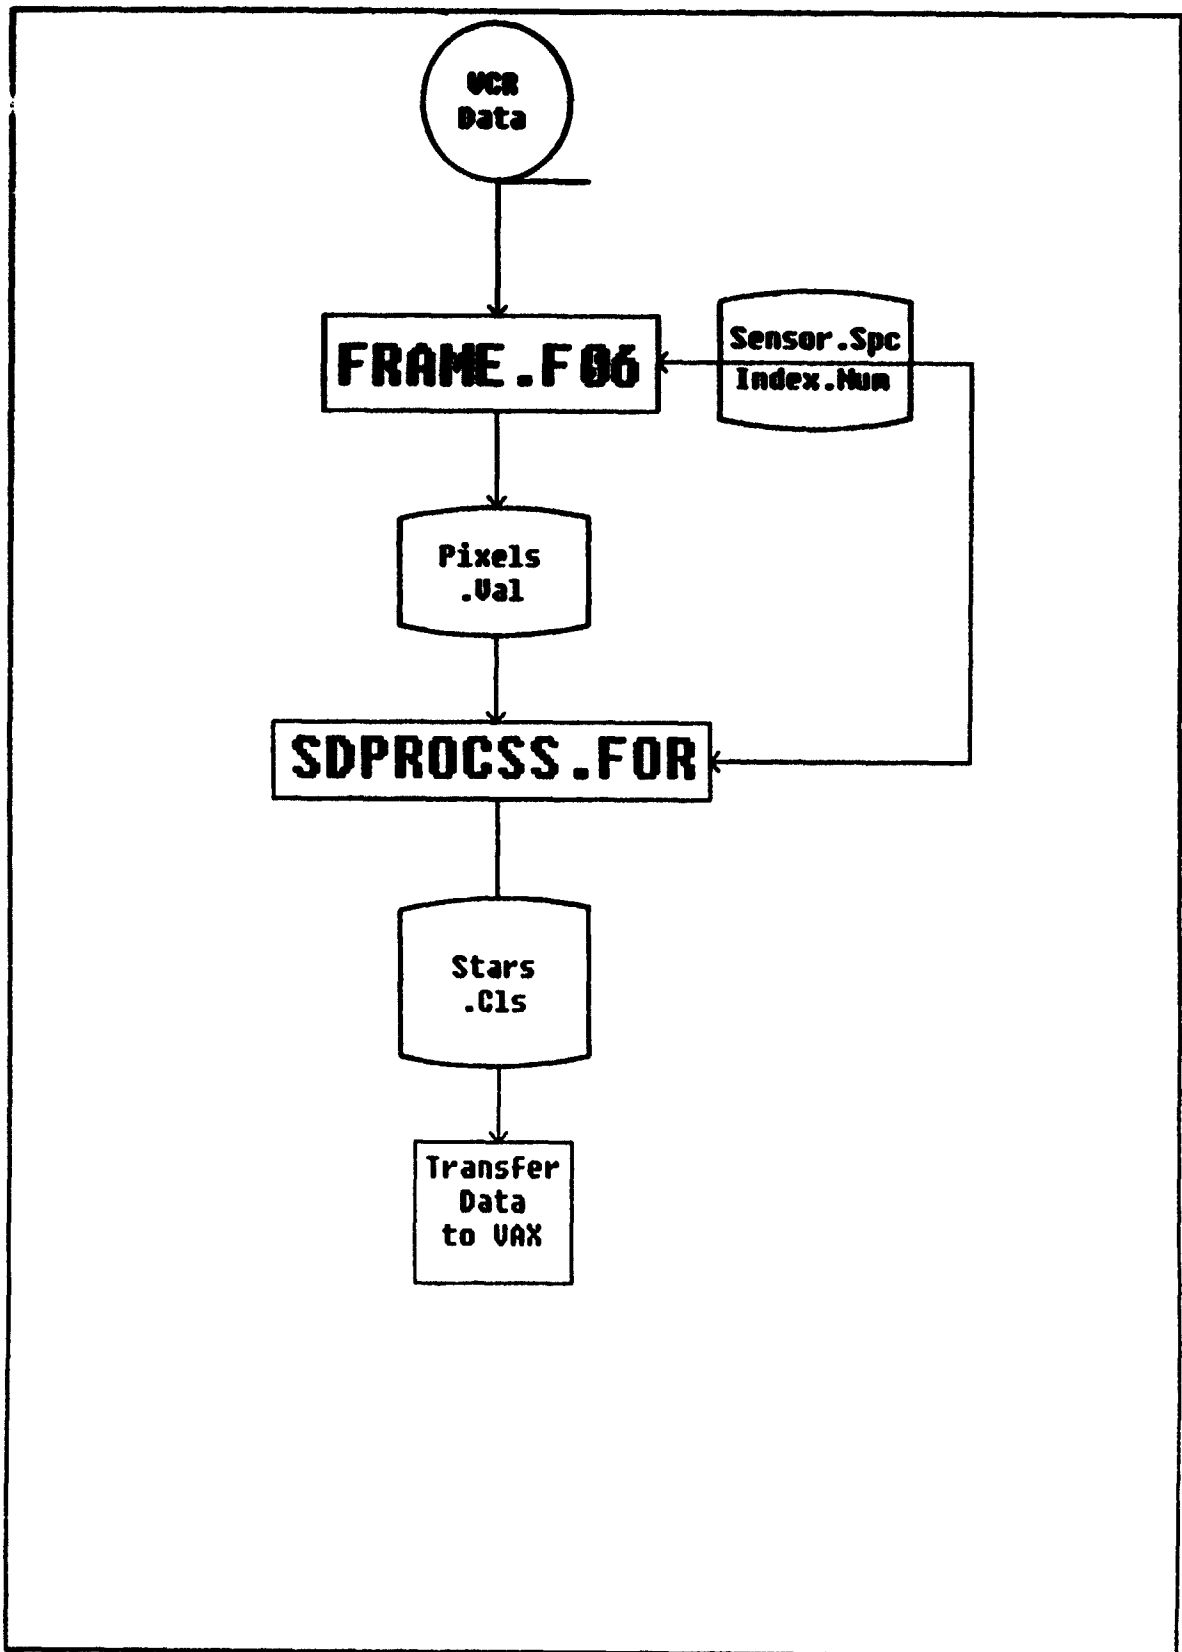 VCR
Data
FRAME.F06
Sensor.Spc
Index.Num
Pixels
.Val
SDPROCSS.FOR
Stars
.Cls
Transfer
Data
to VAX